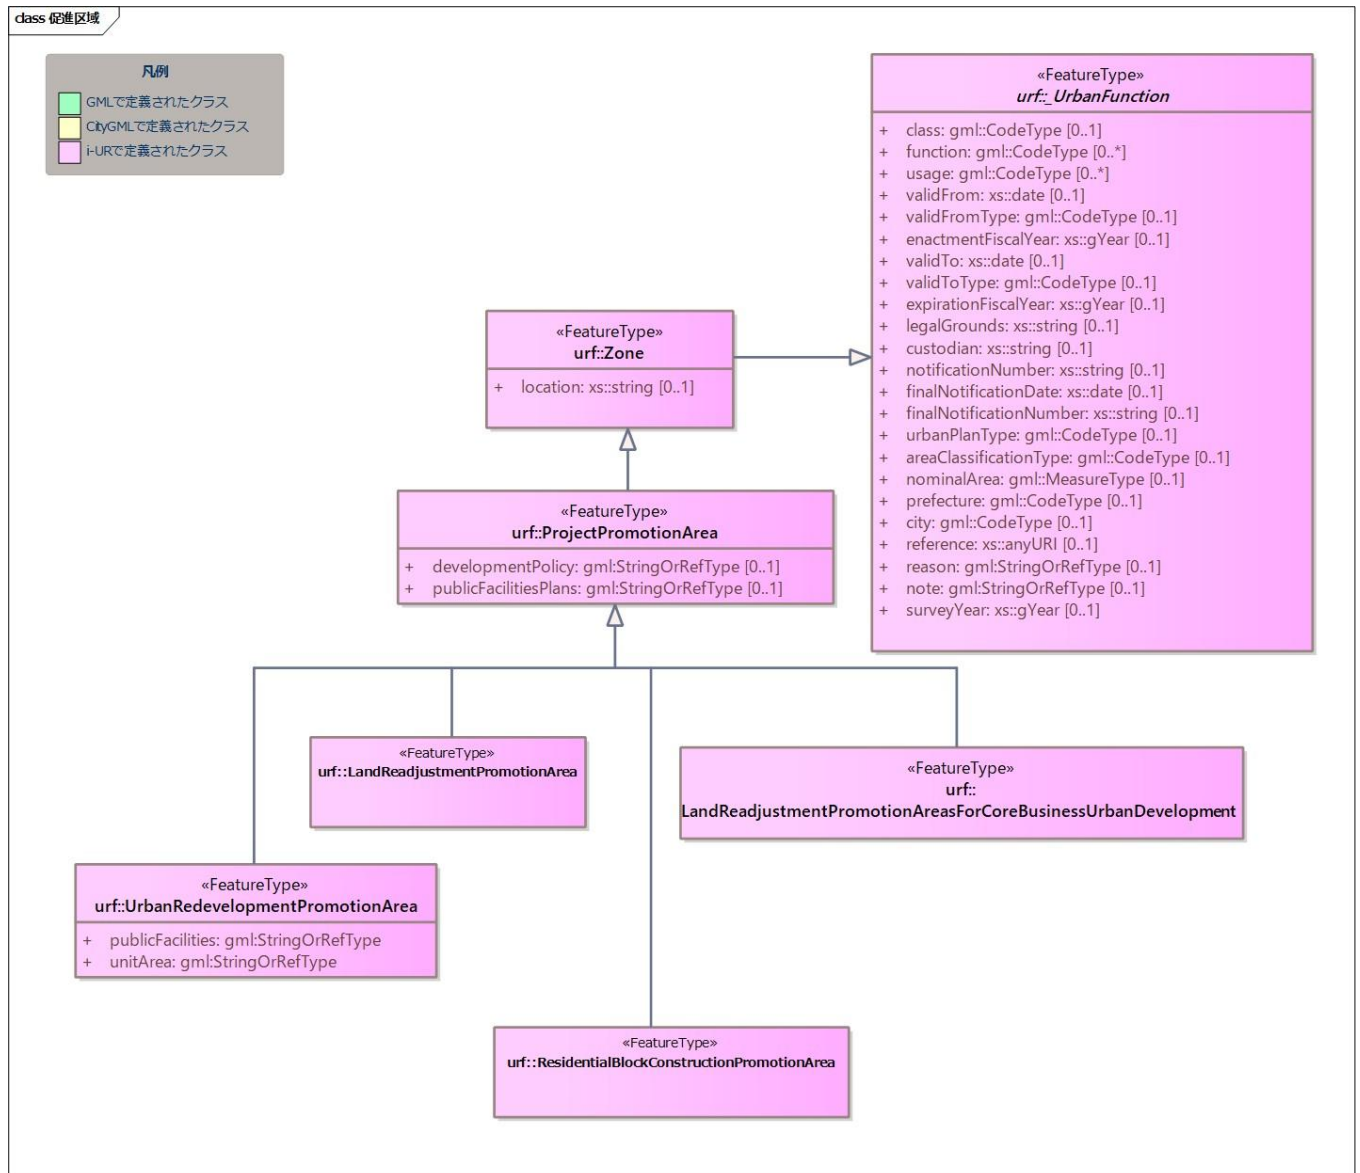 class 促進区域
凡例
GMLで定義されたクラス
CityGMLで定義されたクラス
i-URで定義されたクラス
«FeatureType»
urf::_UrbanFunction
+ class: gml::CodeType [0..1]
+ function: gml::CodeType [0..*]
+ usage: gml::CodeType [0..*]
+ validFrom: xs::date [0..1]
+ validFromType: gml::CodeType [0..1]
+ enactmentFiscalYear: xs::gYear [0..1]
+ validTo: xs::date [0..1]
+ validToType: gml::CodeType [0..1]
+ expirationFiscalYear: xs::gYear [0..1]
+ legalGrounds: xs::string [0..1]
+ custodian: xs::string [0..1]
+ notificationNumber: xs::string [0..1]
+ finalNotificationDate: xs::date [0..1]
+ finalNotificationNumber: xs::string [0..1]
+ urbanPlanType: gml::CodeType [0..1]
+ areaClassificationType: gml::CodeType [0..1]
+ nominalArea: gml::MeasureType [0..1]
+ prefecture: gml::CodeType [0..1]
+ city: gml::CodeType [0..1]
+ reference: xs::anyURI [0..1]
+ reason: gml:StringOrRefType [0..1]
+ note: gml:StringOrRefType [0..1]
+ surveyYear: xs::gYear [0..1]
«FeatureType»
urf::Zone
+ location: xs::string [0..1]
«FeatureType»
urf::ProjectPromotionArea
+ developmentPolicy: gml:StringOrRefType [0..1]
+ publicFacilitiesPlans: gml:StringOrRefType [0..1]
«FeatureType»
urf::LandReadjustmentPromotionArea
«FeatureType»
urf::
LandReadjustmentPromotionAreasForCoreBusinessUrbanDevelopment
«FeatureType»
urf::UrbanRedevelopmentPromotionArea
+ publicFacilities: gml:StringOrRefType
+ unitArea: gml:StringOrRefType
«FeatureType»
urf::ResidentialBlockConstructionPromotionArea